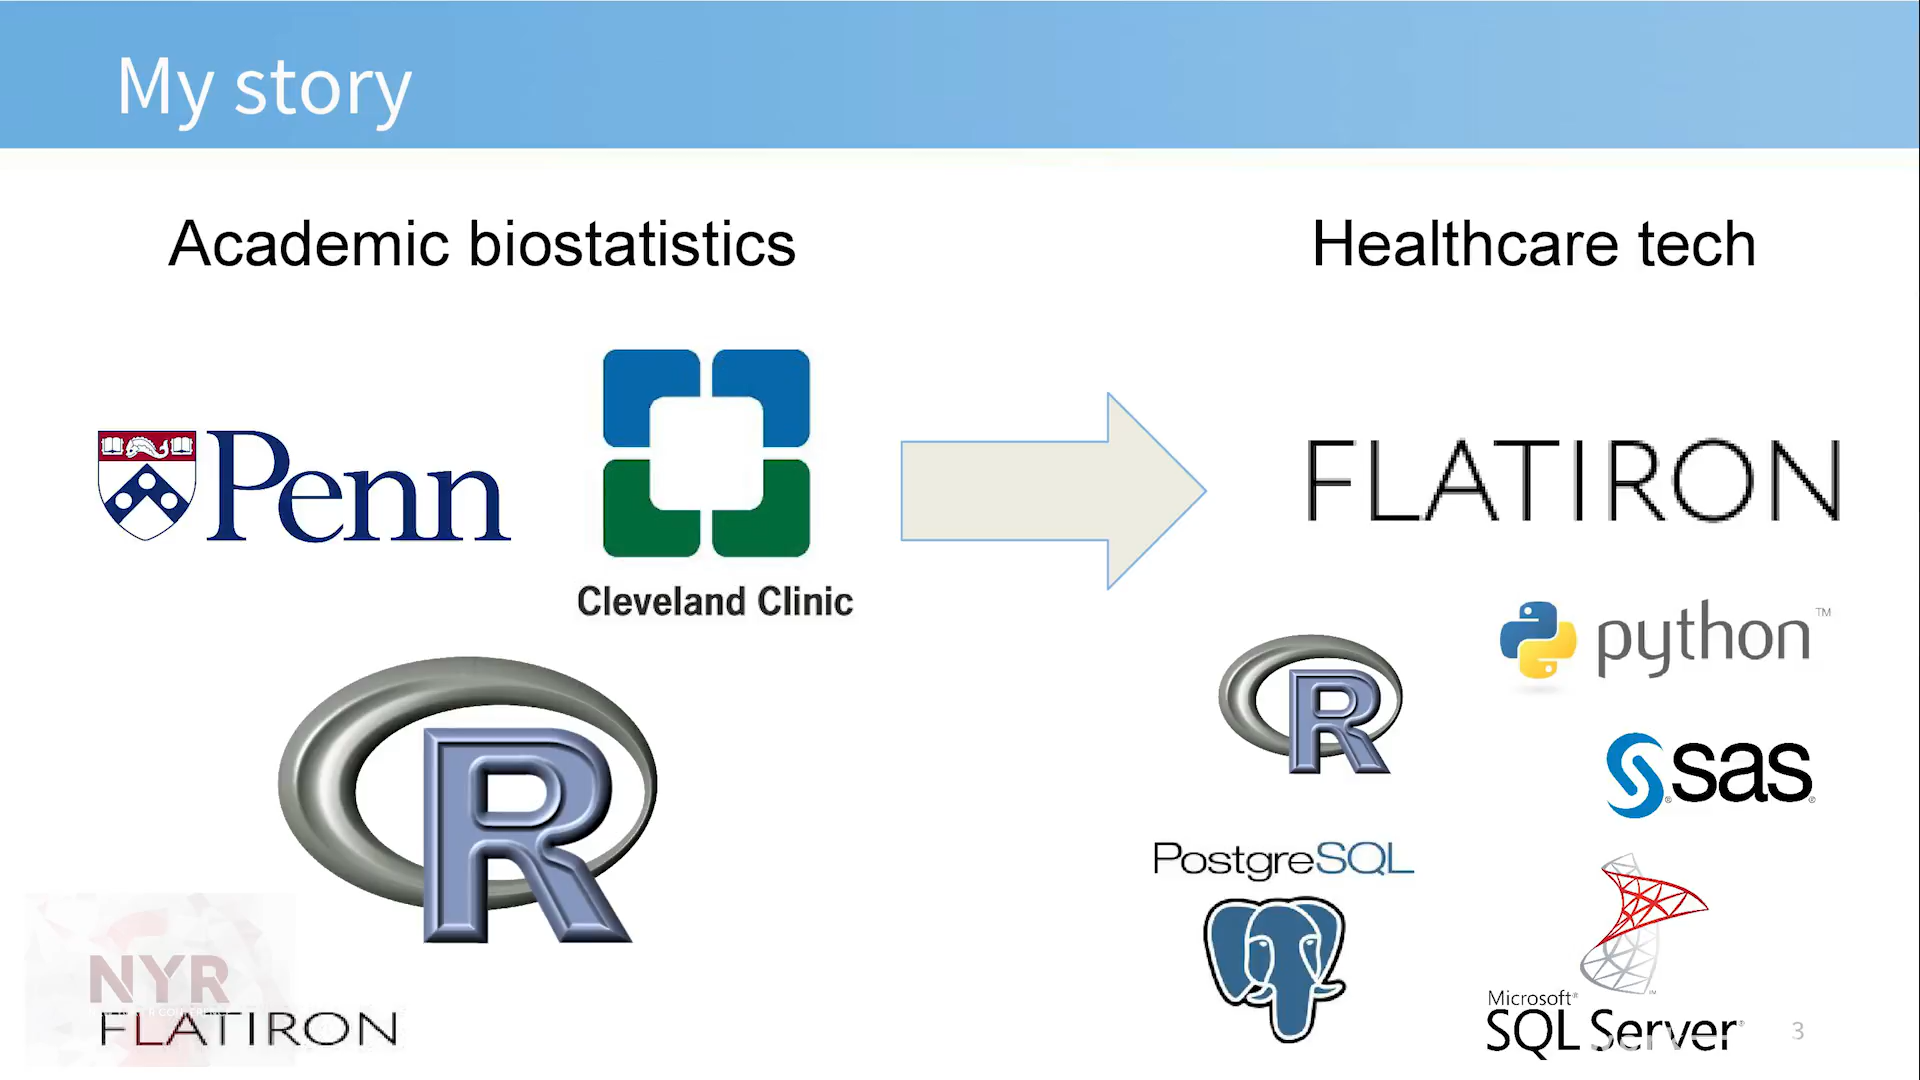 My story
Academic biostatistics
Healthcare tech
Penn
Cleveland Clinic
FLATIRON
python™
R
R
sas®
PostgreSQL
Microsoft®
SQL Server®
NYR
FLATIRON
3